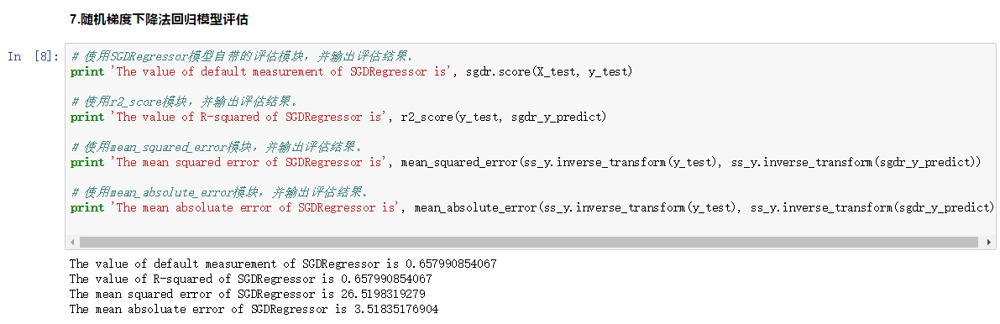 7.随机梯度下降法回归模型评估
In [8]:
# 使用SGDRegressor模型自带的评估模块，并输出评估结果。
print 'The value of default measurement of SGDRegressor is', sgdr.score(X_test, y_test)
# 使用r2_score模块，并输出评估结果。
print 'The value of R-squared of SGDRegressor is', r2_score(y_test, sgdr_y_predict)
# 使用mean_squared_error模块，并输出评估结果。
print 'The mean squared error of SGDRegressor is', mean_squared_error(ss_y.inverse_transform(y_test), ss_y.inverse_transform(sgdr_y_predict))
# 使用mean_absolute_error模块，并输出评估结果。
print 'The mean absoluate error of SGDRegressor is', mean_absolute_error(ss_y.inverse_transform(y_test), ss_y.inverse_transform(sgdr_y_predict)
The value of default measurement of SGDRegressor is 0.657990854067
The value of R-squared of SGDRegressor is 0.657990854067
The mean squared error of SGDRegressor is 26.5198319279
The mean absoluate error of SGDRegressor is 3.51835176904